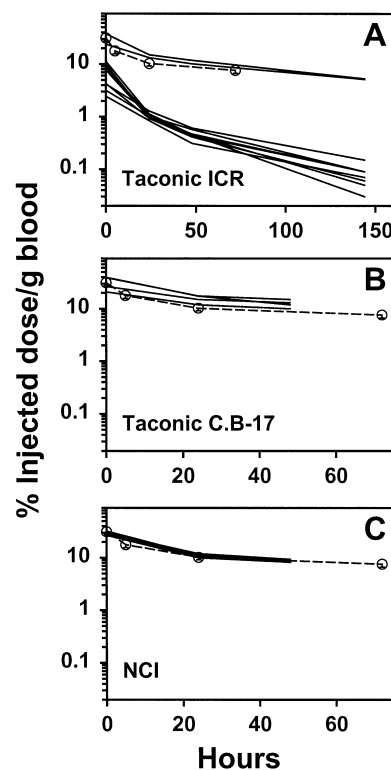 % Injected dose/g blood
A
10
1
0.1
Taconic ICR
0 50 100 150
B
10
1
0.1
Taconic C.B-17
0 20 40 60
C
10
1
0.1
NCI
0 20 40 60
Hours